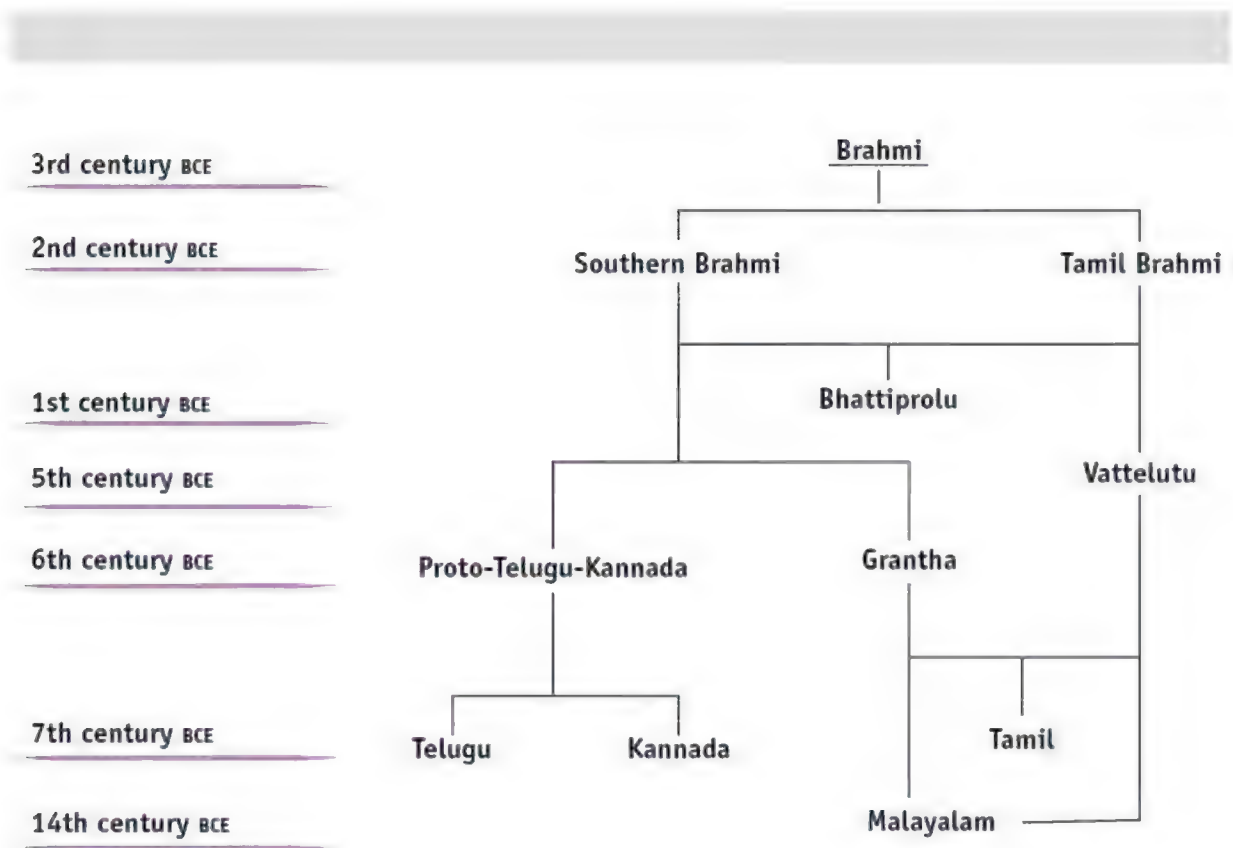 3rd century BCE
Brahmi
2nd century BCE
Southern Brahmi
Tamil Brahmi
1st century BCE
Bhattiprolu
5th century BCE
Vattelutu
6th century BCE
Proto-Telugu-Kannada
Grantha
7th century BCE
Telugu
Kannada
Tamil
14th century BCE
Malayalam